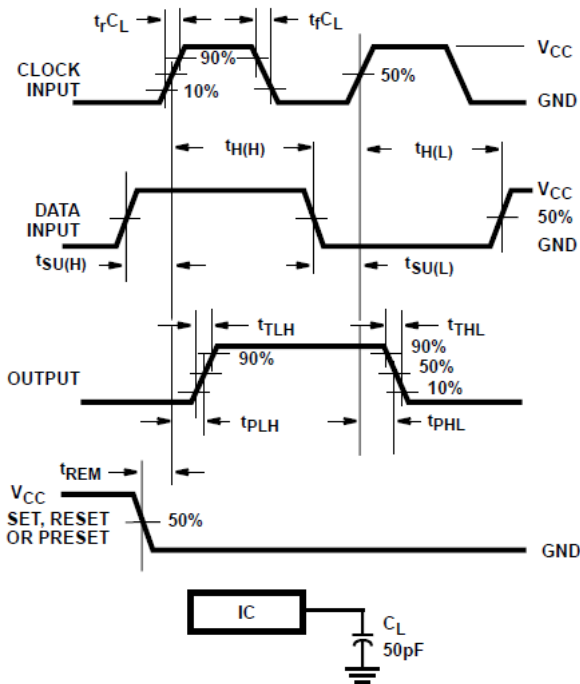 trCL
tfCL
CLOCK
INPUT
90%
10%
50%
VCC
GND
tH(H)
tH(L)
DATA
INPUT
VCC
50%
GND
tSU(H)
tSU(L)
tTLH
tTHL
90%
90%
50%
10%
OUTPUT
tPLH
tPHL
tREM
VCC
SET, RESET
OR PRESET
50%
GND
IC
CL
50pF